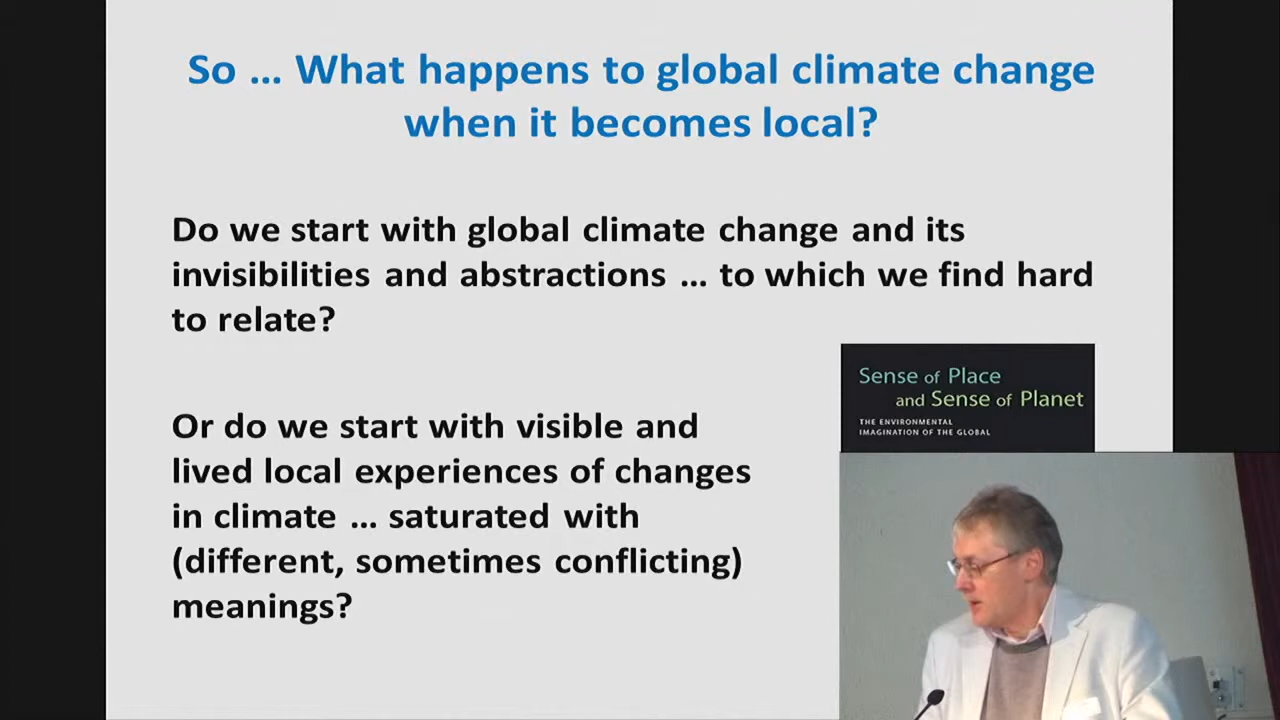 So … What happens to global climate change
when it becomes local?
Do we start with global climate change and its
invisibilities and abstractions … to which we find hard
to relate?
Or do we start with visible and
lived local experiences of changes
in climate … saturated with
(different, sometimes conflicting)
meanings?
Sense of Place
and Sense of Planet
THE ENVIRONMENTAL
IMAGINATION OF THE GLOBAL